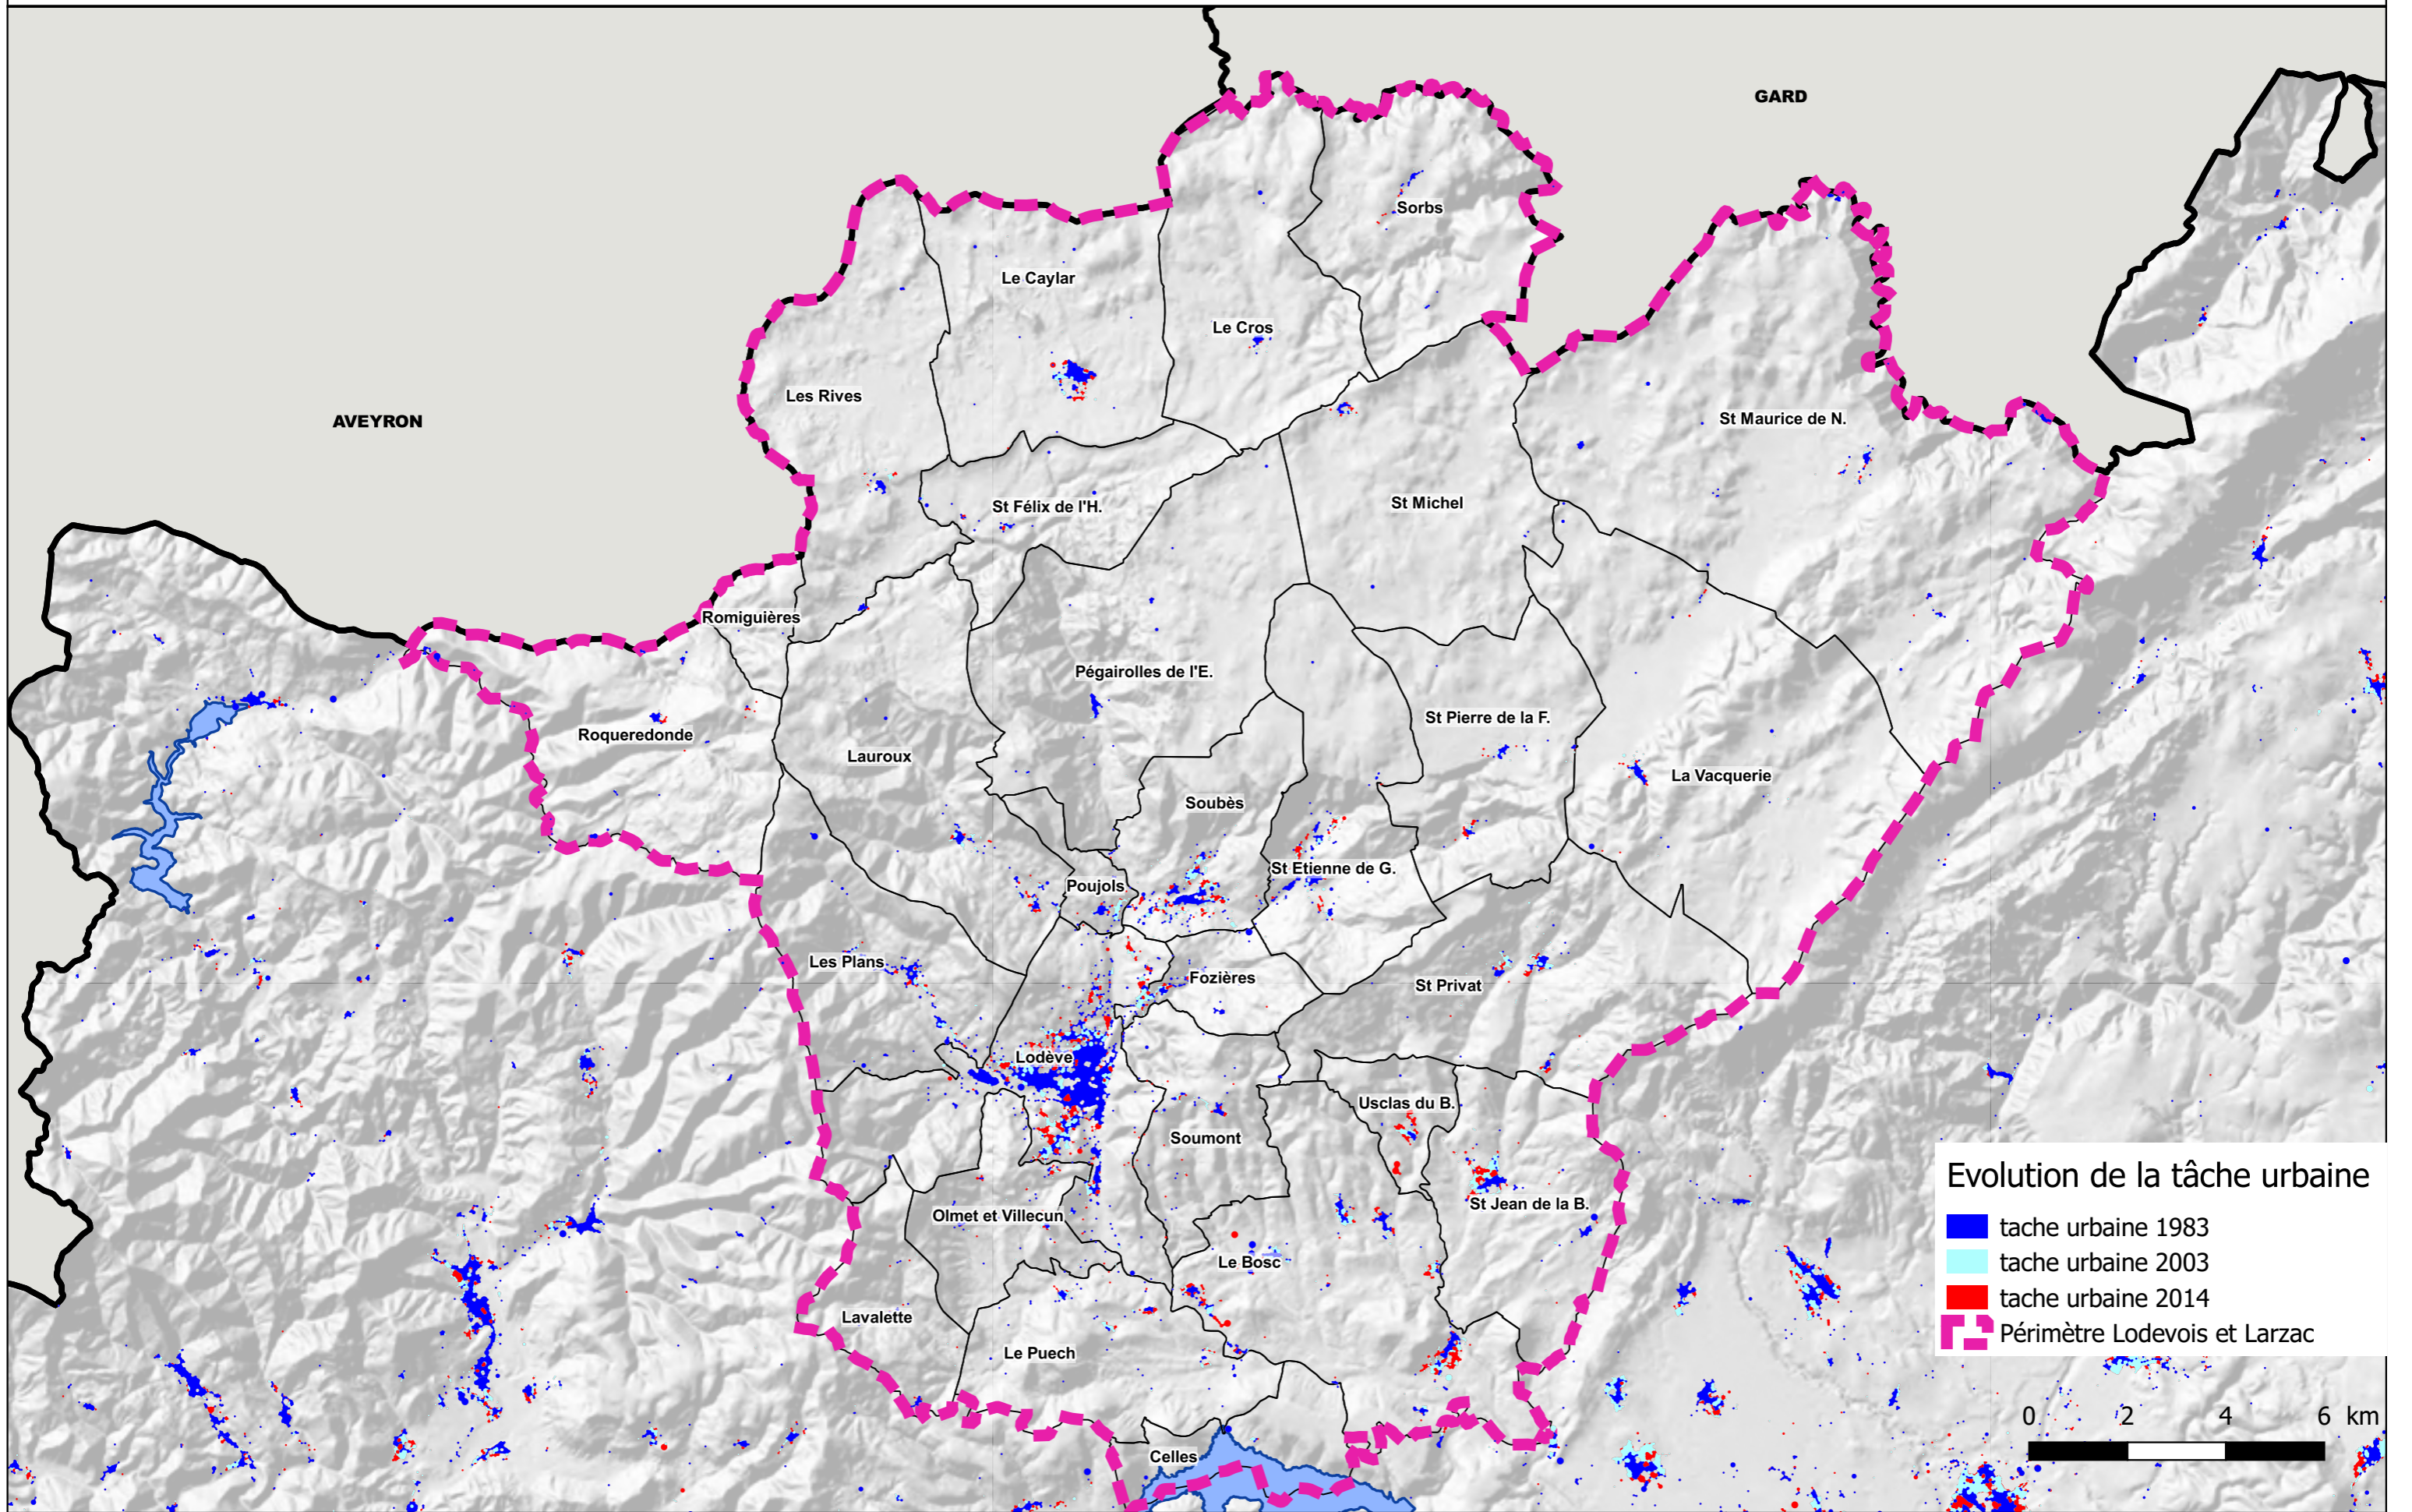 GARD
Sorbs
Le Caylar
Le Cros
Les Rives
AVEYRON
St Maurice de N.
St Michel
St Félix de l'H.
Romiguières
Pégairolles de l'E.
St Pierre de la F.
Roqueredonde
Lauroux
La Vacquerie
Soubès
St Etienne de G.
Poujols
Les Plans
Fozières
St Privat
Lodève
Usclas du B.
Soumont
St Jean de la B.
Olmet et Villecun
Le Bosc
Lavalette
Le Puech
Celles
Evolution de la tâche urbaine
tache urbaine 1983
tache urbaine 2003
tache urbaine 2014
Périmètre Lodevois et Larzac
0 2 4 6 km